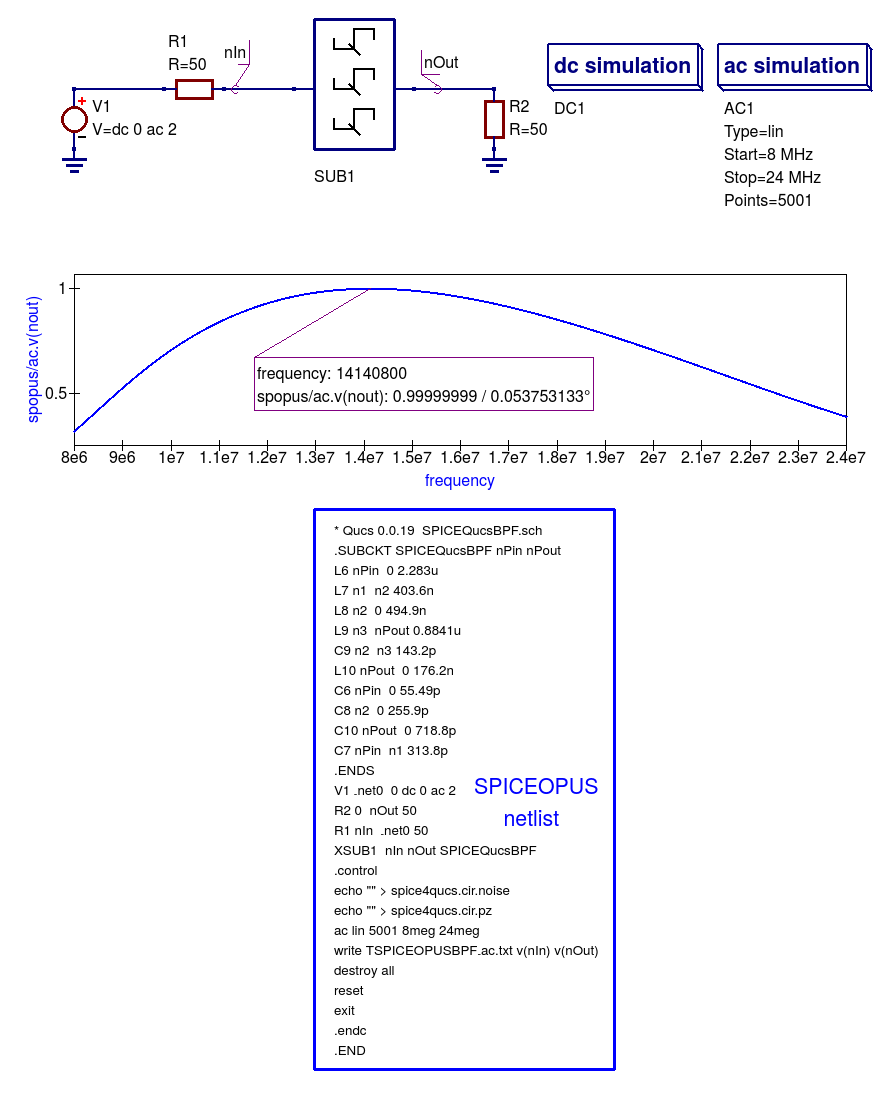 R1
R=50
nIn
V1
V=dc 0 ac 2
SUB1
nOut
R2
R=50
dc simulation
DC1
ac simulation
AC1
Type=lin
Start=8 MHz
Stop=24 MHz
Points=5001
spopus/ac.v(nout)
1
0.5
frequency: 14140800
spopus/ac.v(nout): 0.99999999 / 0.053753133°
8e6 9e6 1e7 1.1e7 1.2e7 1.3e7 1.4e7 1.5e7 1.6e7 1.7e7 1.8e7 1.9e7 2e7 2.1e7 2.2e7 2.3e7 2.4e7
frequency
* Qucs 0.0.19  SPICEQucsBPF.sch
.SUBCKT SPICEQucsBPF nPin nPout
L6 nPin  0 2.283u
L7 n1  n2 403.6n
L8 n2  0 494.9n
L9 n3  nPout 0.8841u
C9 n2  n3 143.2p
L10 nPout  0 176.2n
C6 nPin  0 55.49p
C8 n2  0 255.9p
C10 nPout  0 718.8p
C7 nPin  n1 313.8p
.ENDS
V1 _net0  0 dc 0 ac 2
R2 0  nOut 50
R1 nIn  _net0 50
XSUB1  nIn nOut SPICEQucsBPF
.control
echo "" > spice4qucs.cir.noise
echo "" > spice4qucs.cir.pz
ac lin 5001 8meg 24meg
write TSPICEOPUSBPF_ac.txt v(nIn) v(nOut)
destroy all
reset
exit
.endc
.END
SPICEOPUS
netlist